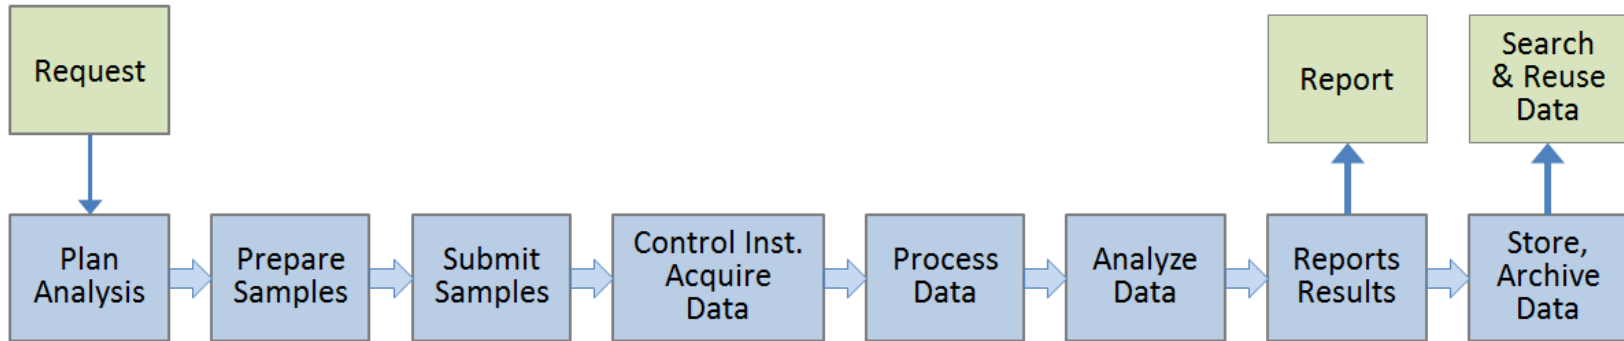 Request
Report
Search
& Reuse
Data
Plan
Analysis
Prepare
Samples
Submit
Samples
Control Inst.
Acquire
Data
Process
Data
Analyze
Data
Reports
Results
Store,
Archive
Data